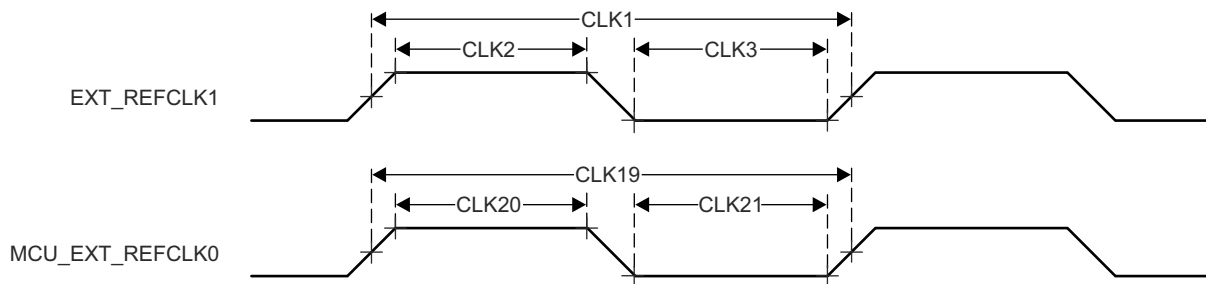 CLK1
CLK2
CLK3
EXT_REFCLK1
CLK19
CLK20
CLK21
MCU_EXT_REFCLK0